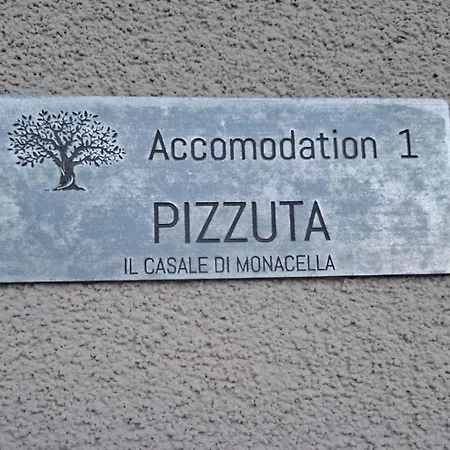 Accomodation 1
PIZZUTA
IL CASALE DI MONACELLA